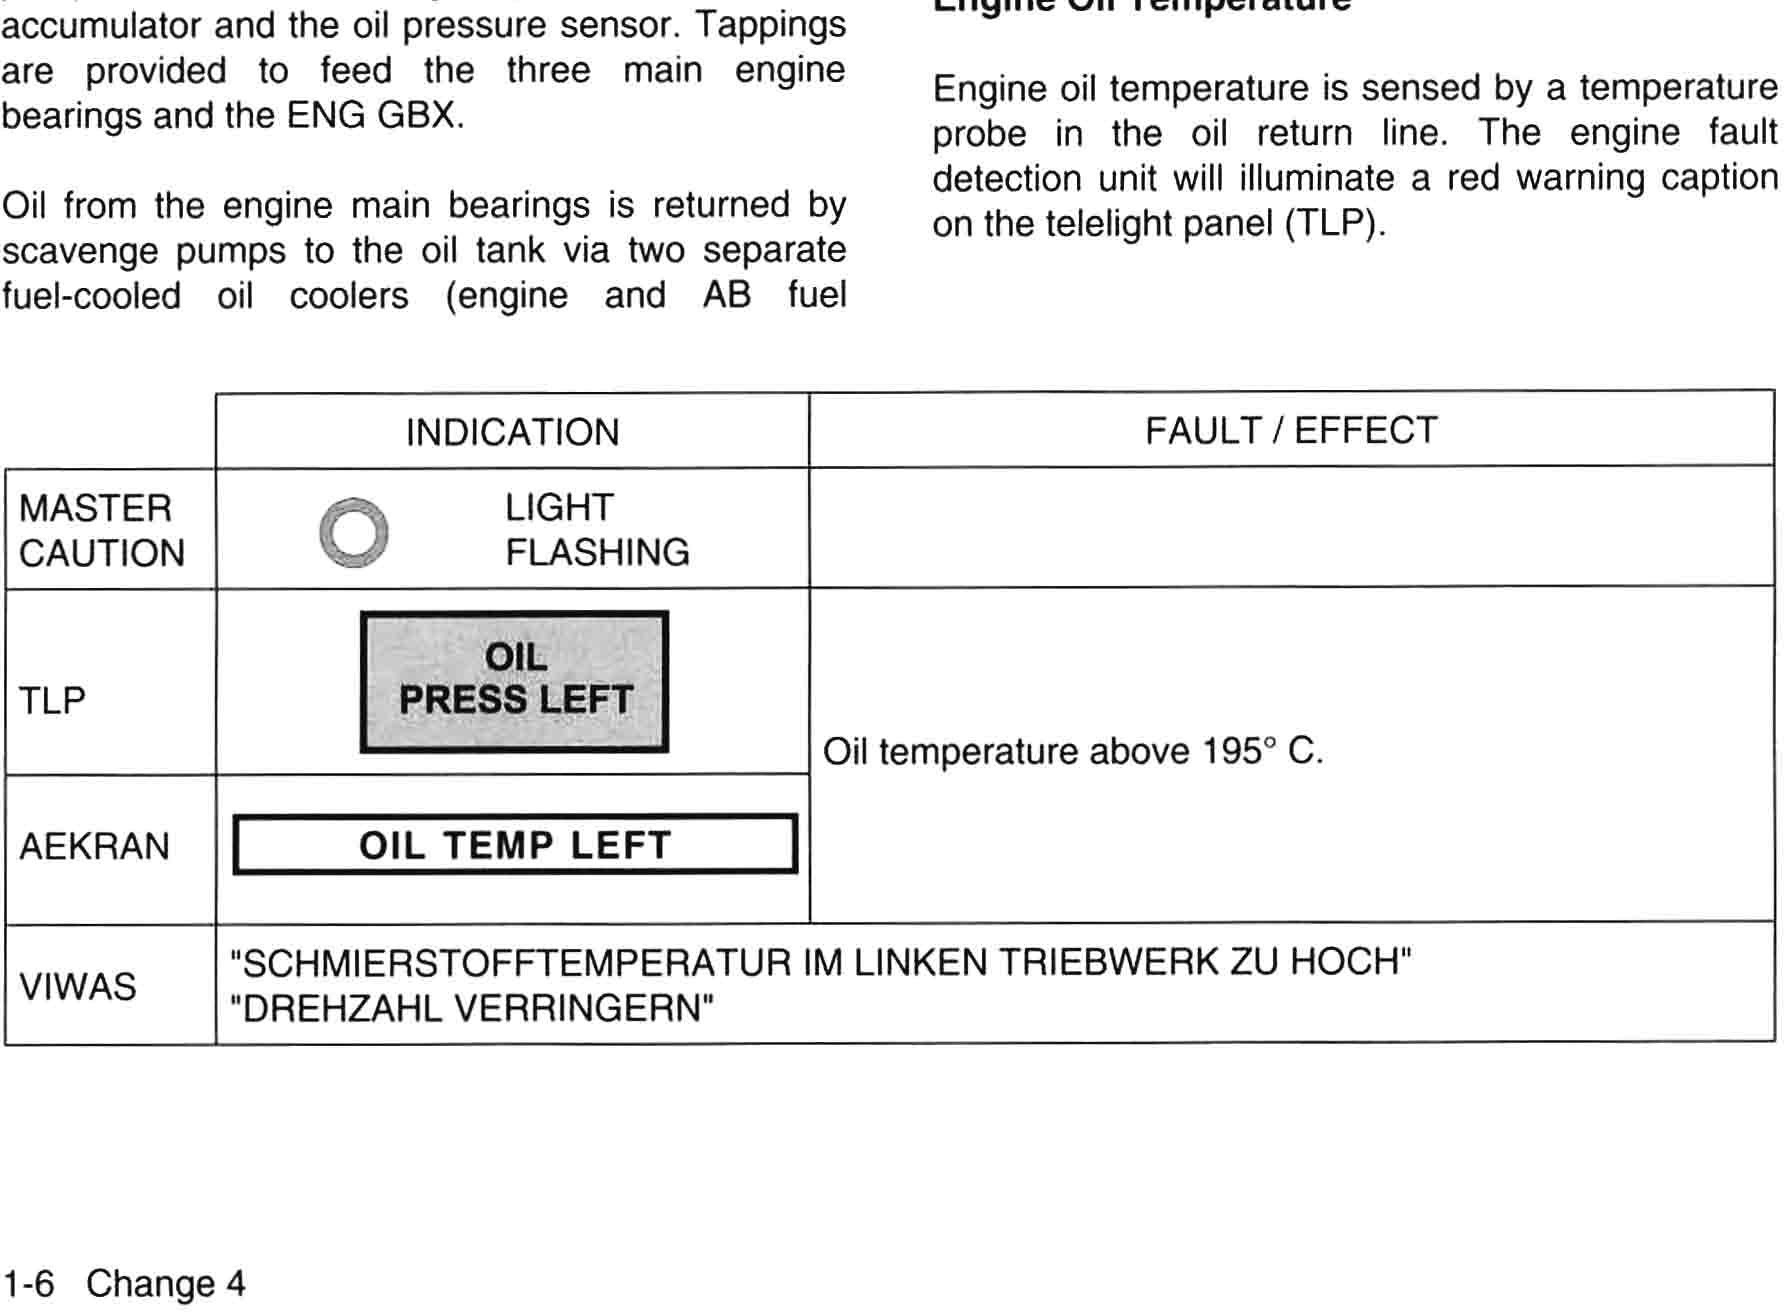 accumulator and the oil pressure sensor. Tappings
are provided to feed the three main engine
bearings and the ENG GBX.
Oil from the engine main bearings is returned by
scavenge pumps to the oil tank via two separate
fuel-cooled oil coolers (engine and AB fuel
Engine Oil Temperature
Engine oil temperature is sensed by a temperature
probe in the oil return line. The engine fault
detection unit will illuminate a red warning caption
on the telelight panel (TLP).
INDICATION
FAULT / EFFECT
MASTER
CAUTION
LIGHT
FLASHING
TLP
OIL
PRESS LEFT
Oil temperature above 195° C.
AEKRAN
OIL TEMP LEFT
VIWAS
"SCHMIERSTOFFTEMPERATUR IM LINKEN TRIEBWERK ZU HOCH"
"DREHZAHL VERRINGERN"
1-6 Change 4